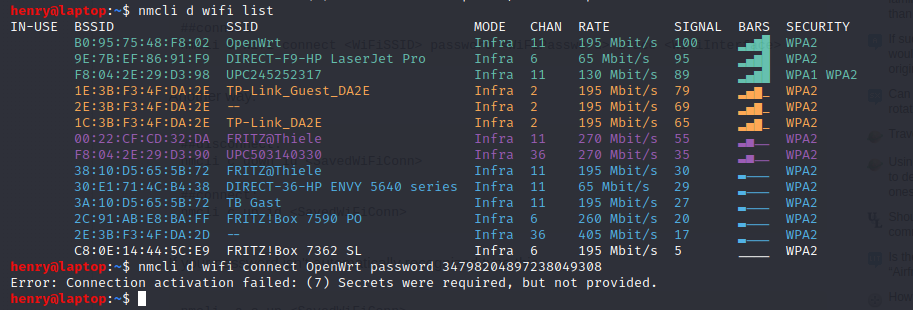 henry@laptop:~$ nmcli d wifi list
IN-USE  BSSID              SSID                       MODE   CHAN  RATE        SIGNAL  BARS  SECURITY
        B0:95:75:48:F8:02  OpenWrt                    Infra  11    195 Mbit/s  100     ▂▄▆█  WPA2
        9E:7B:EF:86:91:F9  DIRECT-F9-HP LaserJet Pro  Infra  6     65 Mbit/s   95      ▂▄▆█  WPA2
        F8:04:2E:29:D3:98  UPC245252317               Infra  11    130 Mbit/s  89      ▂▄▆█  WPA1 WPA2
        1E:3B:F3:4F:DA:2E  TP-Link_Guest_DA2E         Infra  2     195 Mbit/s  79      ▂▄▆_  WPA2
        2E:3B:F3:4F:DA:2E  --                         Infra  2     195 Mbit/s  69      ▂▄▆_  WPA2
        1C:3B:F3:4F:DA:2E  TP-Link_DA2E               Infra  2     195 Mbit/s  65      ▂▄▆_  WPA2
        00:22:CF:CD:32:DA  FRITZ@Thiele               Infra  11    270 Mbit/s  55      ▂▄__  WPA2
        F8:04:2E:29:D3:90  UPC503140330               Infra  36    270 Mbit/s  35      ▂▄__  WPA2
        38:10:D5:65:5B:72  FRITZ@Thiele               Infra  11    195 Mbit/s  30      ▂___  WPA2
        30:E1:71:4C:B4:38  DIRECT-36-HP ENVY 5640 series  Infra  11    65 Mbit/s   29      ▂___  WPA2
        3A:10:D5:65:5B:72  TB Gast                    Infra  11    195 Mbit/s  27      ▂___  WPA2
        2C:91:AB:E8:BA:FF  FRITZ!Box 7590 PO          Infra  6     260 Mbit/s  20      ▂___  WPA2
        2E:3B:F3:4F:DA:2D  --                         Infra  36    405 Mbit/s  17      ▂___  WPA2
        C8:0E:14:44:5C:E9  FRITZ!Box 7362 SL          Infra  6     195 Mbit/s  5       ____  WPA2
henry@laptop:~$ nmcli d wifi connect OpenWrt password 34798204897238049308
Error: Connection activation failed: (7) Secrets were required, but not provided.
henry@laptop:~$